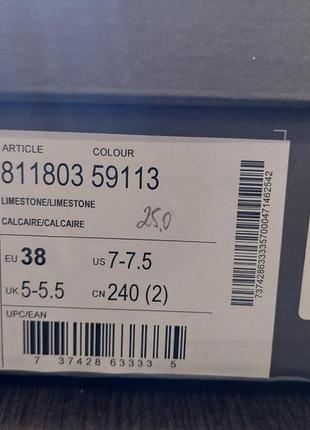 ARTICLE COLOUR
811803 59113
LIMESTONE/LIMESTONE
CALCAIRE/CALCAIRE
25,0
EU 38 US 7-7.5
UK 5-5.5 CN 240 (2)
UPC/EAN
7 37428 63333 5
7374286333357000471462542